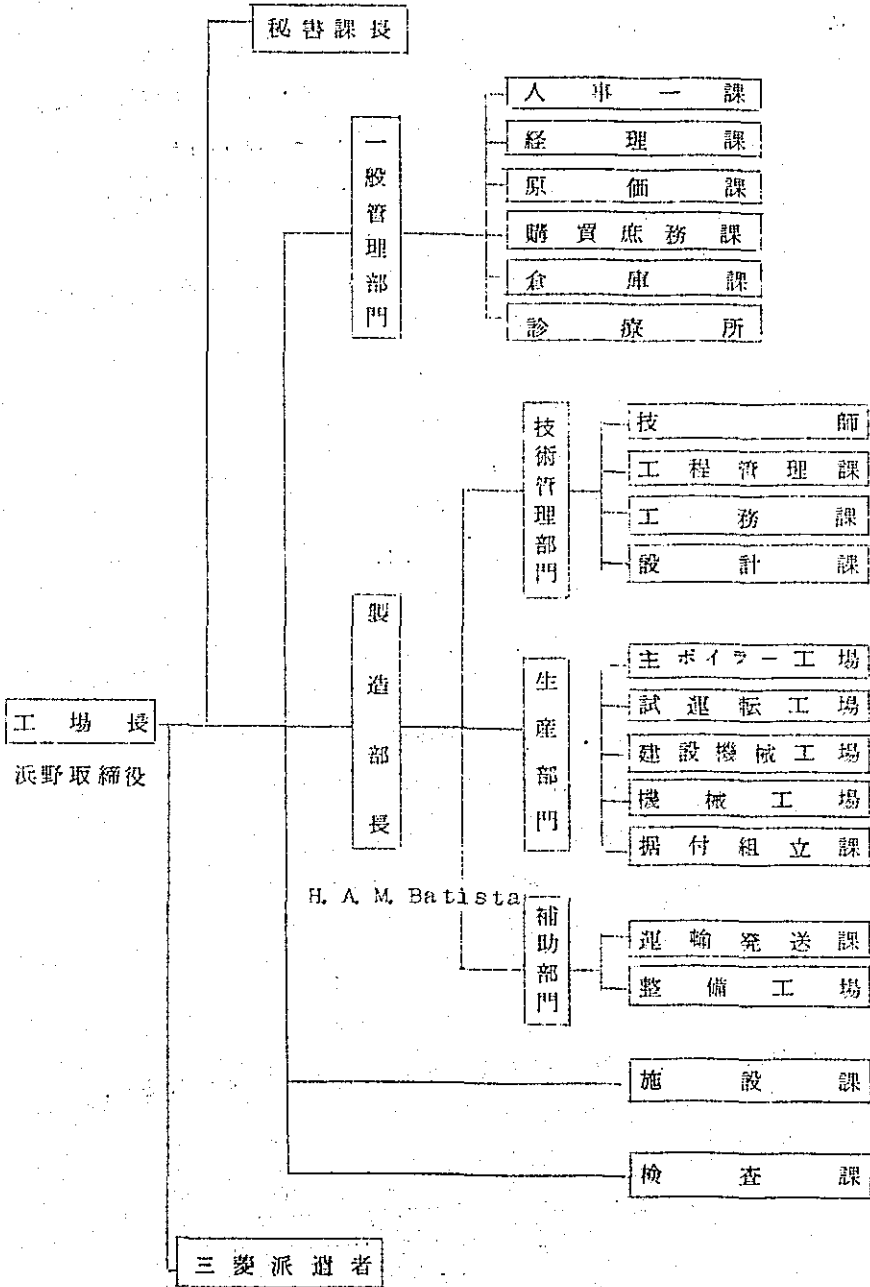 秘書課長
一般管理部門
人事一課
経理課
原価課
購買庶務課
倉庫課
診療所
技術管理部門
技師
工程管理課
工務課
設計課
工場長
浜野取締役
製造部長
H. A. M. Batista
生産部門
主ボイラー工場
試運転工場
建設機械工場
機械工場
据付組立課
補助部門
運輸発送課
整備工場
施設課
検査課
三菱派遣者